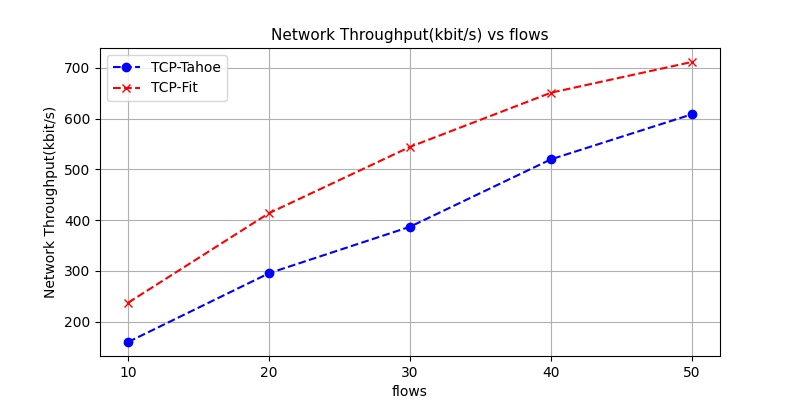 Network Throughput(kbit/s) vs flows
TCP-Tahoe
TCP-Fit
Network Throughput(kbit/s)
700
600
500
400
300
200
10 20 30 40 50
flows